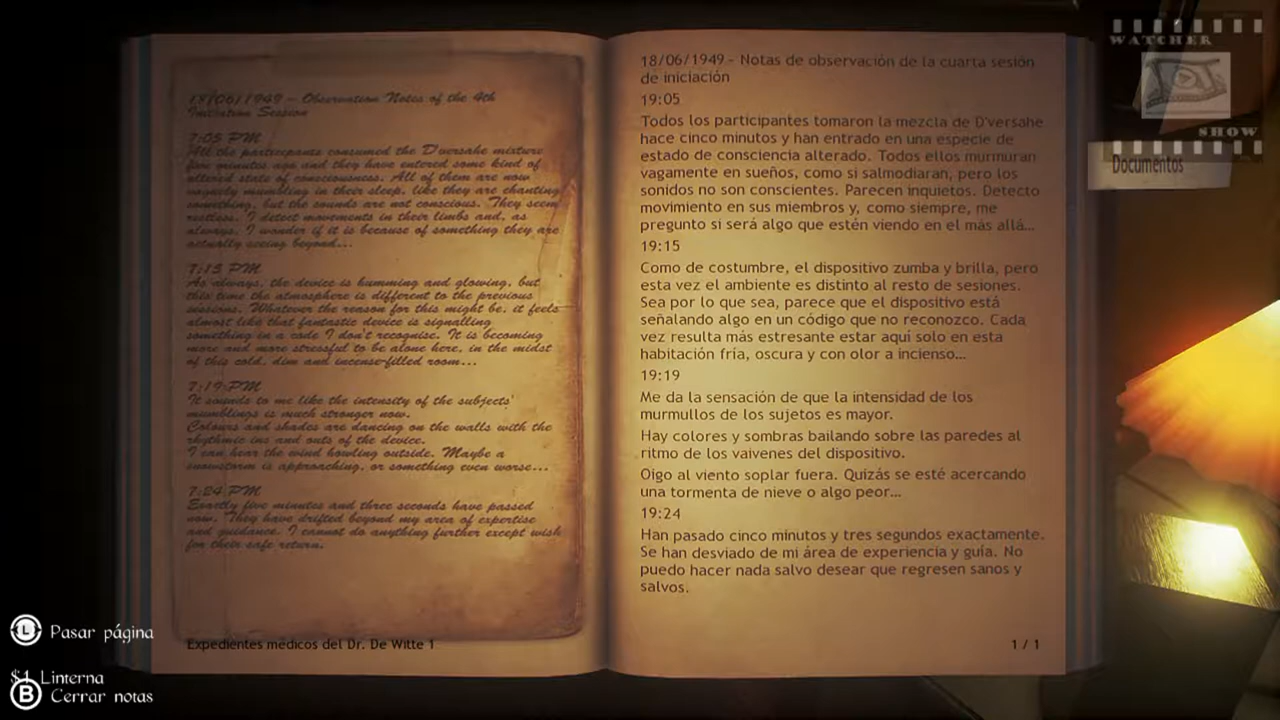 18/06/1949 – Observation Notes of the 4th
Initiation Session
7:05 PM
All the participants consumed the D'versahe mixture
five minutes ago and they have entered some kind of
altered state of consciousness. All of them are now
vaguely mumbling in their sleep, like they are chanting
something, but the sounds are not conscious. They seem
restless. I detect movements in their limbs and, as
always, I wonder if it is because of something they are
actually seeing beyond...
7:15 PM
As always, the device is humming and glowing, but
this time the atmosphere is different to the previous
sessions. Whatever the reason for this might be, it feels
almost like that fantastic device is signalling
something in a code I don't recognise. It is becoming
more and more stressful to be alone here, in the midst
of this cold, dim and incense-filled room...
7:19 PM
It sounds to me like the intensity of the subjects'
mumblings is much stronger now.
Colours and shades are dancing on the walls with the
rhythmic ins and outs of the device.
I can hear the wind howling outside. Maybe a
snowstorm is approaching, or something even worse...
7:24 PM
Exactly five minutes and three seconds have passed
now. They have drifted beyond my area of expertise
and guidance. I cannot do anything further except wish
for their safe return.
Expedientes médicos del Dr. De Witte 1
18/06/1949 - Notas de observación de la cuarta sesión
de iniciación
19:05
Todos los participantes tomaron la mezcla de D'versahe
hace cinco minutos y han entrado en una especie de
estado de consciencia alterado. Todos ellos murmuran
vagamente en sueños, como si salmodiaran, pero los
sonidos no son conscientes. Parecen inquietos. Detecto
movimiento en sus miembros y, como siempre, me
pregunto si será algo que estén viendo en el más allá...
19:15
Como de costumbre, el dispositivo zumba y brilla, pero
esta vez el ambiente es distinto al resto de sesiones.
Sea por lo que sea, parece que el dispositivo está
señalando algo en un código que no reconozco. Cada
vez resulta más estresante estar aquí solo en esta
habitación fría, oscura y con olor a incienso...
19:19
Me da la sensación de que la intensidad de los
murmullos de los sujetos es mayor.
Hay colores y sombras bailando sobre las paredes al
ritmo de los vaivenes del dispositivo.
Oigo al viento soplar fuera. Quizás se esté acercando
una tormenta de nieve o algo peor...
19:24
Han pasado cinco minutos y tres segundos exactamente.
Se han desviado de mi área de experiencia y guía. No
puedo hacer nada salvo desear que regresen sanos y
salvos.
1 / 1
WATCHER
SHOW
Documentos
L Pasar página
$1 Linterna
B Cerrar notas